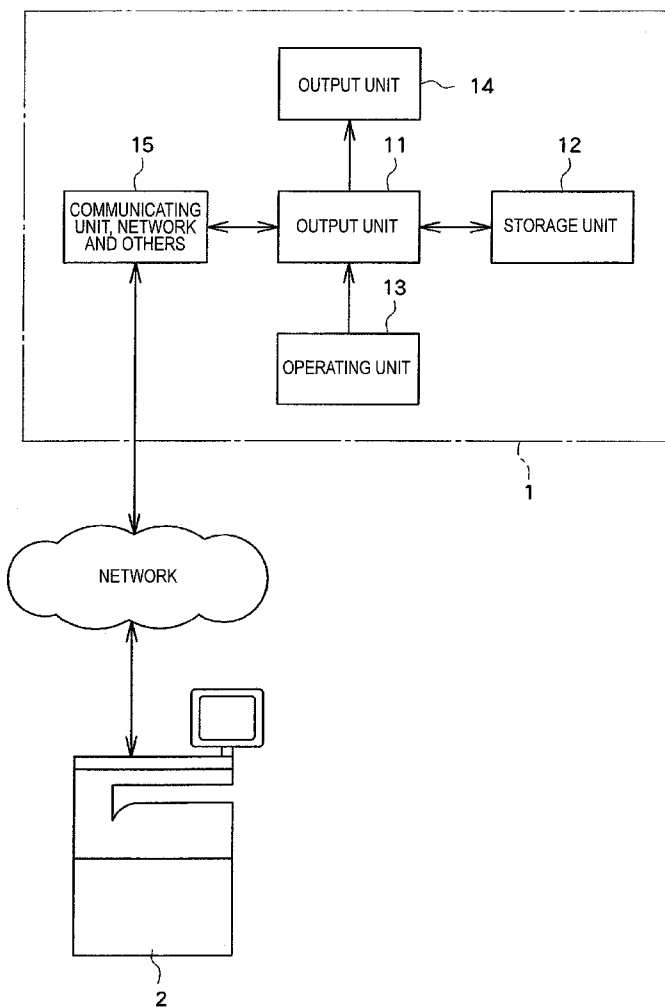 OUTPUT UNIT
14
15
11
12
COMMUNICATING
UNIT, NETWORK
AND OTHERS
OUTPUT UNIT
STORAGE UNIT
13
OPERATING UNIT
1
NETWORK
2